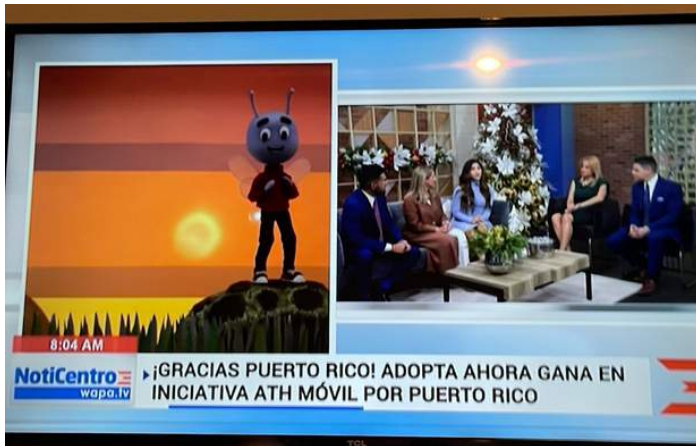 8:04 AM
NotiCentro
wapa.tv
¡GRACIAS PUERTO RICO! ADOPTA AHORA GANA EN
INICIATIVA ATH MÓVIL POR PUERTO RICO
TCL